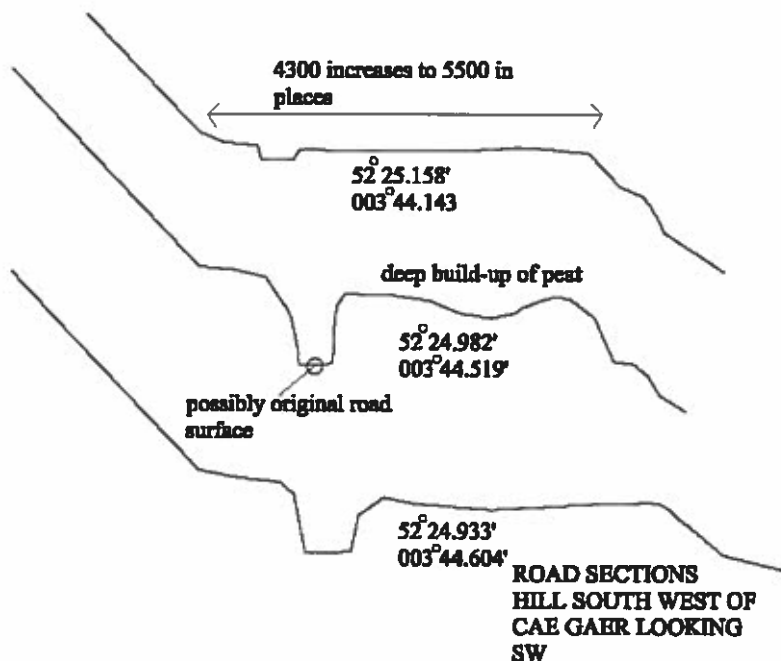 4300 increases to 5500 in
places
52° 25.158'
003° 44.143
deep build-up of peat
52° 24.982'
003° 44.519'
possibly original road
surface
52° 24.933'
003° 44.604'
ROAD SECTIONS
HILL SOUTH WEST OF
CAE GAER LOOKING
SW